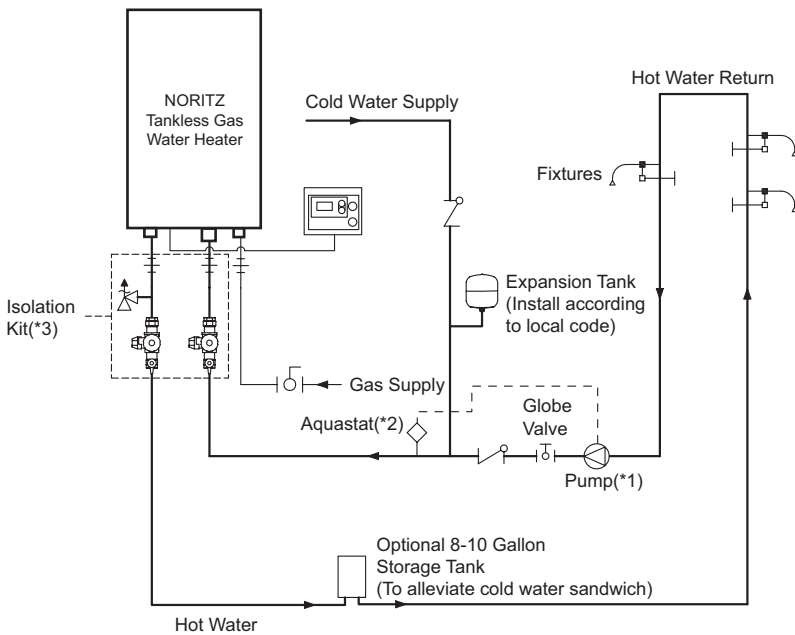 NORITZ
Tankless Gas
Water Heater
Cold Water Supply
Hot Water Return
Fixtures
Expansion Tank
(Install according
to local code)
Isolation
Kit(*3)
Gas Supply
Aquastat(*2)
Globe
Valve
Pump(*1)
Optional 8-10 Gallon
Storage Tank
(To alleviate cold water sandwich)
Hot Water